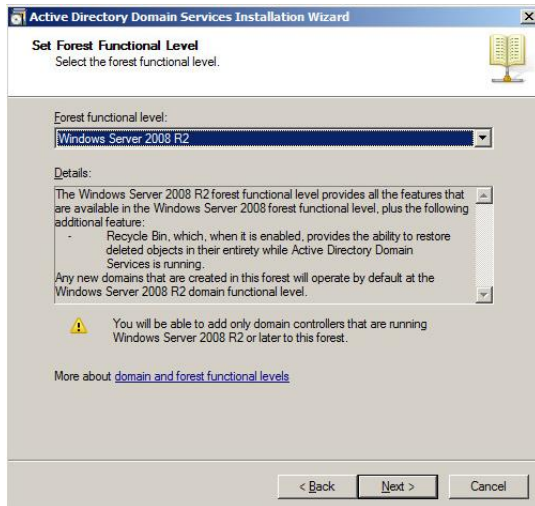 Active Directory Domain Services Installation Wizard
Set Forest Functional Level
Select the forest functional level.
Forest functional level:
Windows Server 2008 R2
Details:
The Windows Server 2008 R2 forest functional level provides all the features that
are available in the Windows Server 2008 forest functional level, plus the following
additional feature:
- Recycle Bin, which, when it is enabled, provides the ability to restore
deleted objects in their entirety while Active Directory Domain
Services is running.
Any new domains that are created in this forest will operate by default at the
Windows Server 2008 R2 domain functional level.
You will be able to add only domain controllers that are running
Windows Server 2008 R2 or later to this forest.
More about domain and forest functional levels
< Back Next > Cancel